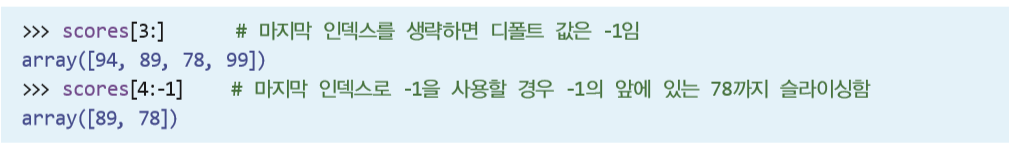 >>> scores[3:]      # 마지막 인덱스를 생략하면 디폴트 값은 -1임
array([94, 89, 78, 99])
>>> scores[4:-1]    # 마지막 인덱스로 -1을 사용할 경우 -1의 앞에 있는 78까지 슬라이싱함
array([89, 78])